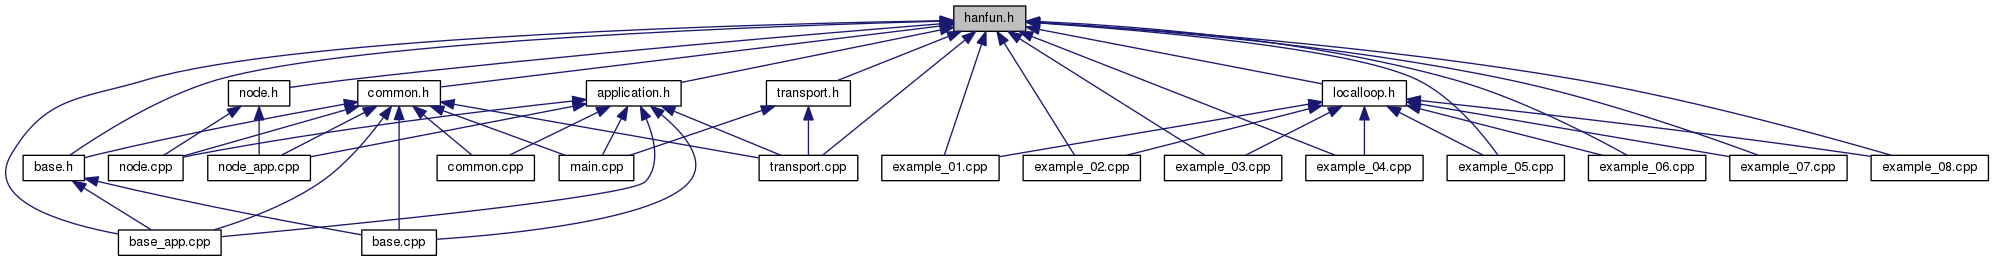 hanfun.h
node.h
common.h
application.h
transport.h
localloop.h
base.h
node.cpp
node_app.cpp
common.cpp
main.cpp
transport.cpp
example_01.cpp
example_02.cpp
example_03.cpp
example_04.cpp
example_05.cpp
example_06.cpp
example_07.cpp
example_08.cpp
base_app.cpp
base.cpp